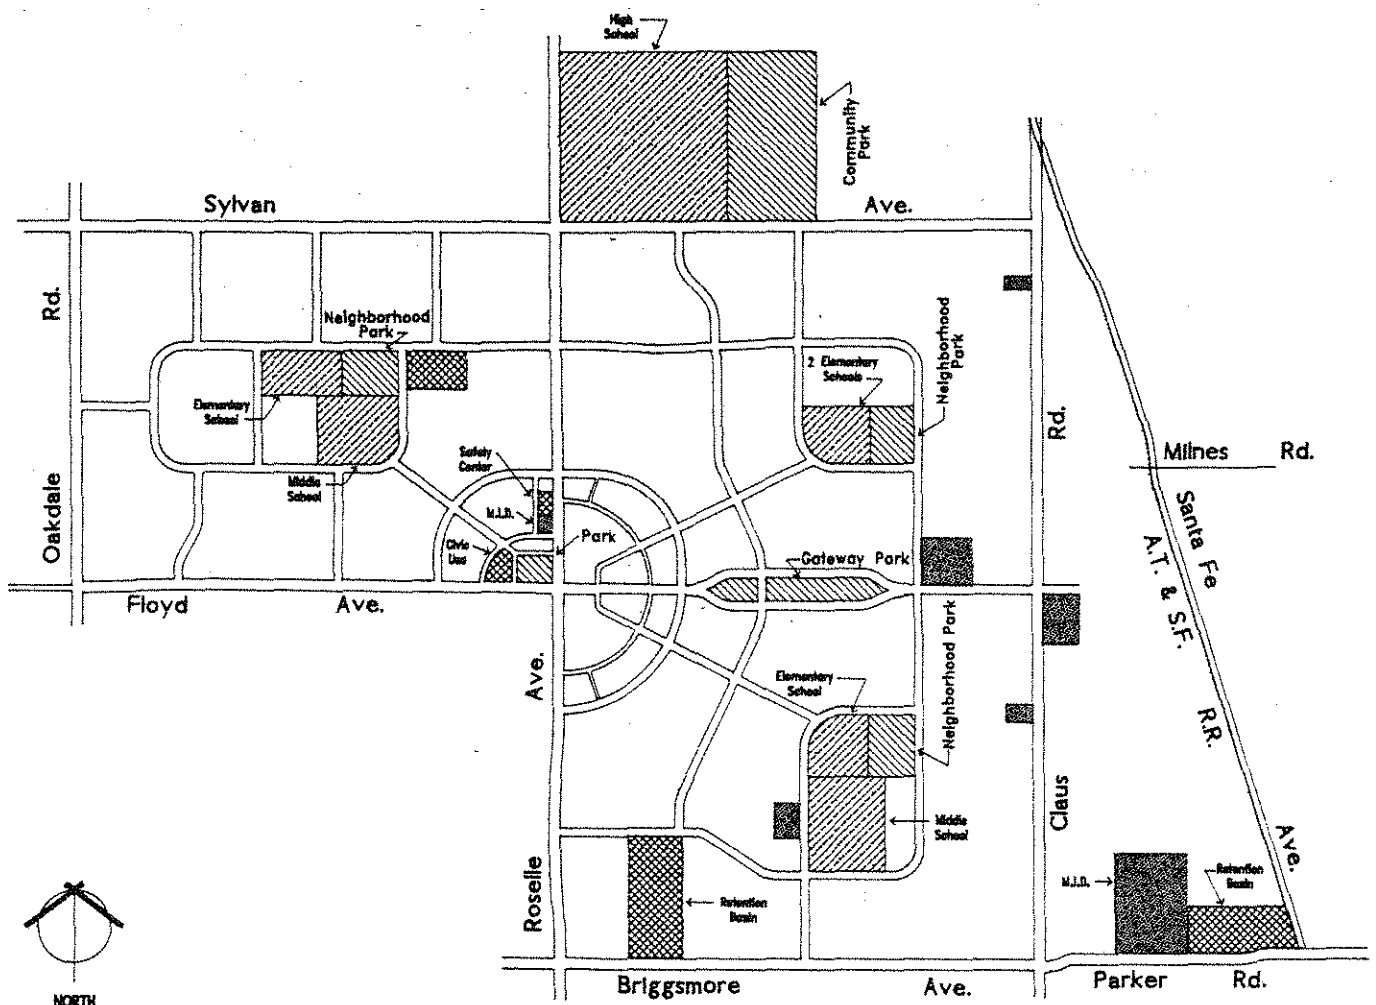 High
School
Community
Park
Sylvan
Ave.
Rd.
Neighborhood
Park
2 Elementary
Schools
Neighborhood
Park
Elementary
School
Rd.
Milnes
Rd.
Safety
Center
Middle
School
Oakdale
M.I.D.
Park
Civic
Use
Gateway Park
Santa Fe
A.T. & S.F.
R.R.
Ave.
Floyd
Ave.
Neighborhood Park
Ave.
Elementary
School
Claus
Middle
School
Roselle
M.I.D.
Retention
Basin
Retention
Basin
Briggsmore
Ave.
Parker
Rd.
NORTH